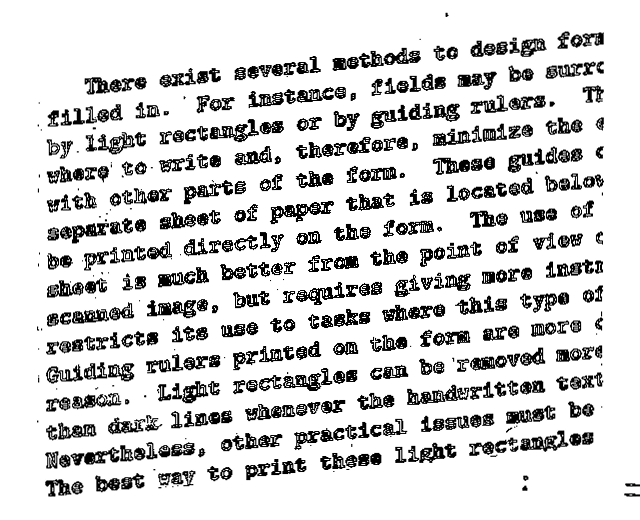 There exist several methods to design form
filled in. For instance, fields may be surro
by light rectangles or by guiding rulers. Th
where to write and, therefore, minimize the e
with other parts of the form. These guides c
separate sheet of paper that is located below
be printed directly on the form. The use of
sheet is much better from the point of view o
scanned image, but requires giving more instr
restricts its use to tasks where this type of
Guiding rulers printed on the form are more c
reason. Light rectangles can be removed more
than dark lines whenever the handwritten text
Nevertheless, other practical issues must be
The best way to print these light rectangles